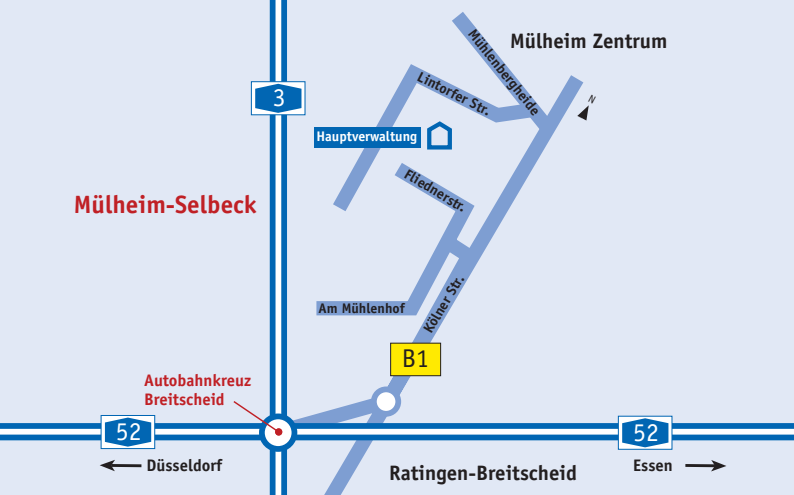 Mülheim Zentrum
Mühlenbergheide
Lintorfer Str.
N
3
Hauptverwaltung
Fliednerstr.
Mülheim-Selbeck
Am Mühlenhof
Kölner Str.
B1
Autobahnkreuz
Breitscheid
52
52
Düsseldorf
Ratingen-Breitscheid
Essen